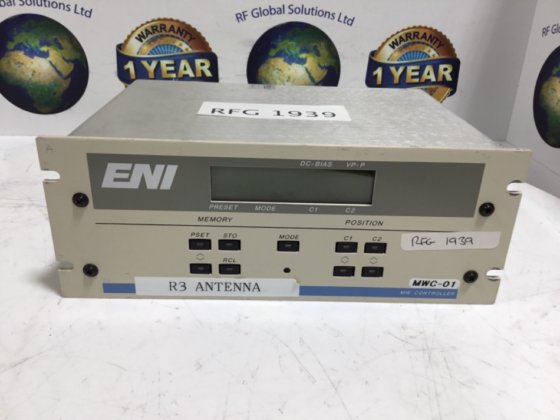 RF Global Solutions Ltd
RF Global Solutions Ltd
WARRANTY
1 YEAR
WARRANTY
1 YEAR
RFG 1939
A
ENI
DC-BIAS VP-P
PRESET MODE C1 C2
MEMORY POSITION
PSET STO MODE C1 C2
RFG 1939
RCL
R3 ANTENNA
MWC-01
MW CONTROLLER